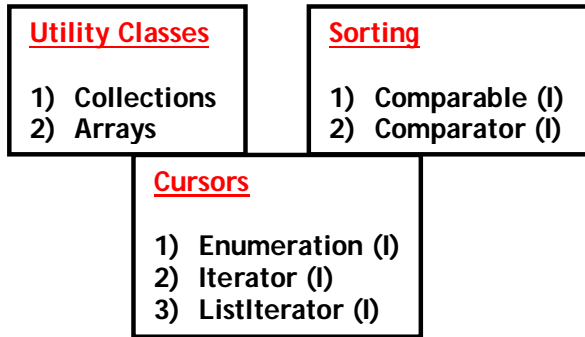 Utility Classes
1) Collections
2) Arrays
Sorting
1) Comparable (I)
2) Comparator (I)
Cursors
1) Enumeration (I)
2) Iterator (I)
3) ListIterator (I)